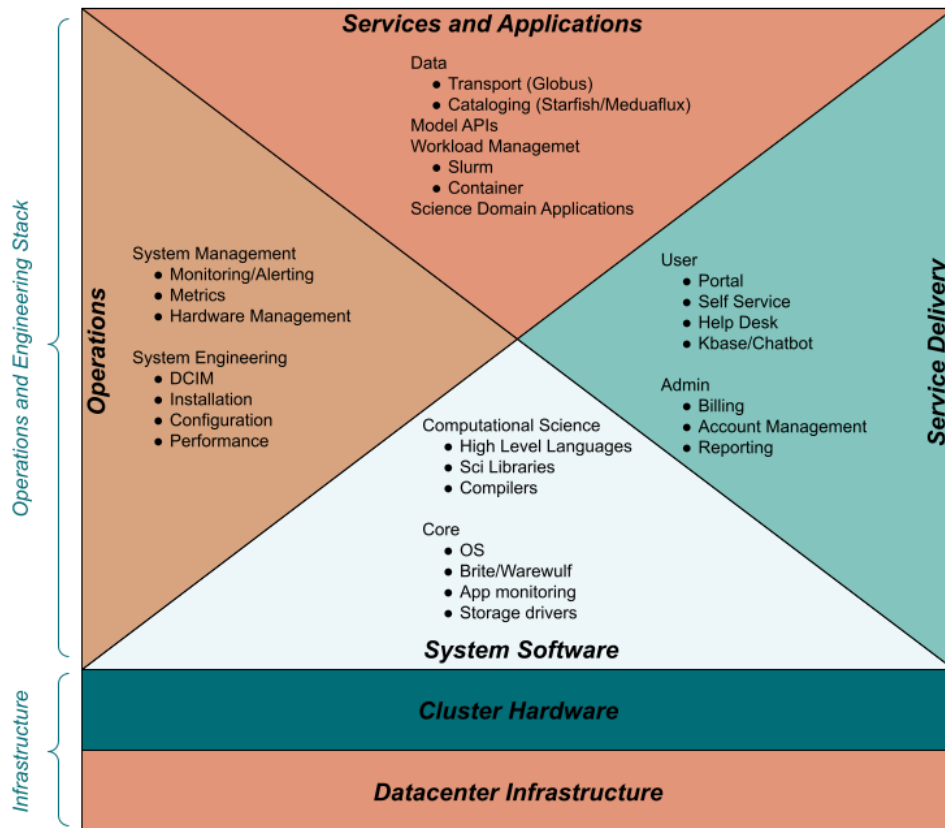 Services and Applications
Data
● Transport (Globus)
● Cataloging (Starfish/Meduaflux)
Model APIs
Workload Managemet
● Slurm
● Container
Science Domain Applications
Operations and Engineering Stack
Operations
System Management
● Monitoring/Alerting
● Metrics
● Hardware Management
System Engineering
● DCIM
● Installation
● Configuration
● Performance
User
● Portal
● Self Service
● Help Desk
● Kbase/Chatbot
Admin
● Billing
● Account Management
● Reporting
Service Delivery
Computational Science
● High Level Languages
● Sci Libraries
● Compilers
Core
● OS
● Brite/Warewulf
● App monitoring
● Storage drivers
System Software
Infrastructure
Cluster Hardware
Datacenter Infrastructure